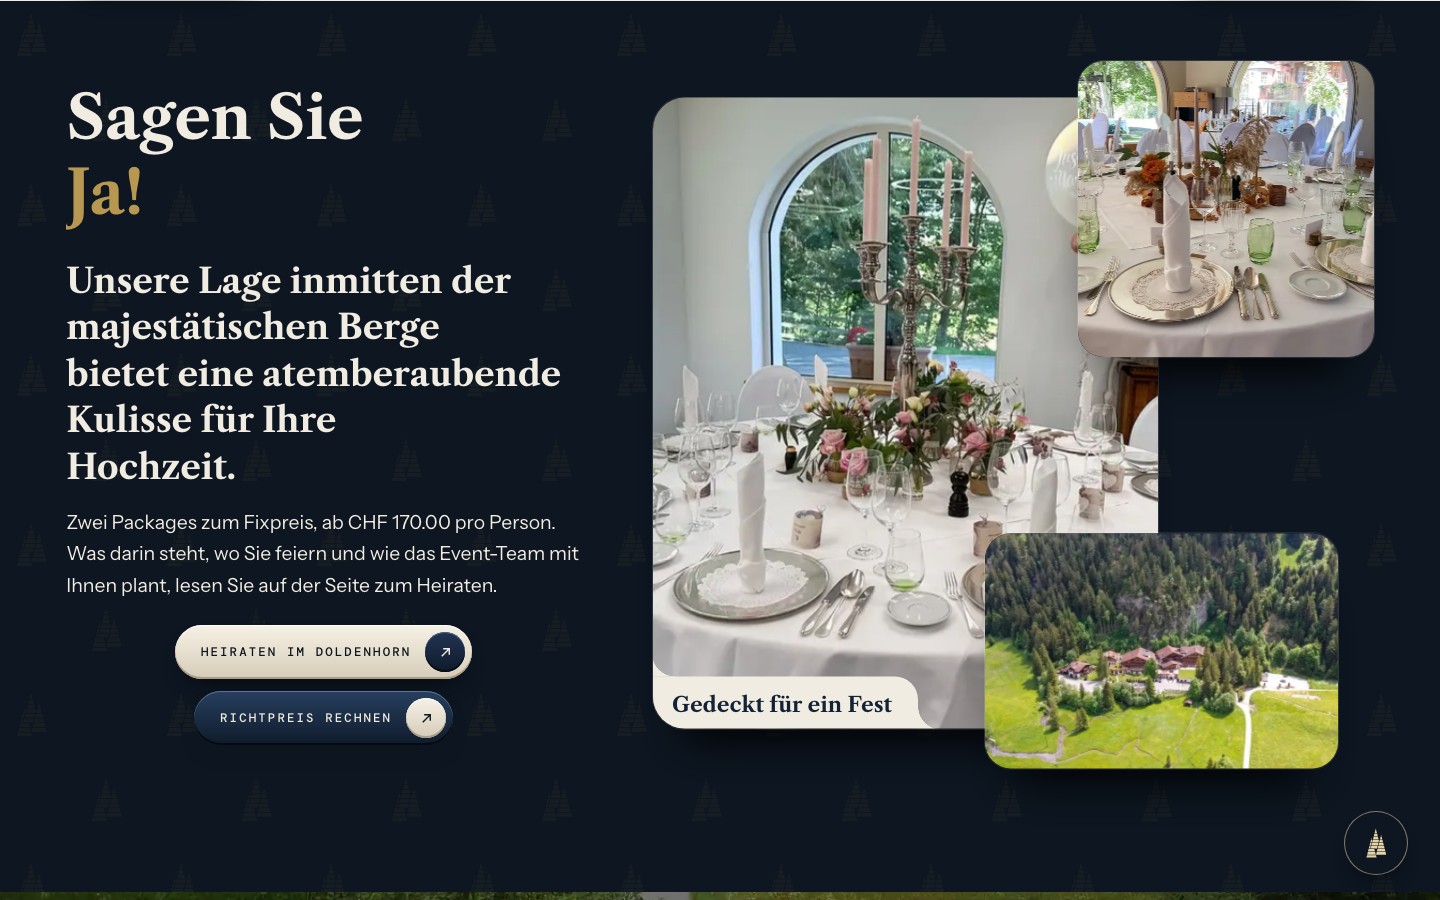 Sagen Sie
Ja!
Unsere Lage inmitten der
majestätischen Berge
bietet eine atemberaubende
Kulisse für Ihre
Hochzeit.
Zwei Packages zum Fixpreis, ab CHF 170.00 pro Person.
Was darin steht, wo Sie feiern und wie das Event-Team mit
Ihnen plant, lesen Sie auf der Seite zum Heiraten.
HEIRATEN IM DOLDENHORN
RICHTPREIS RECHNEN
Gedeckt für ein Fest